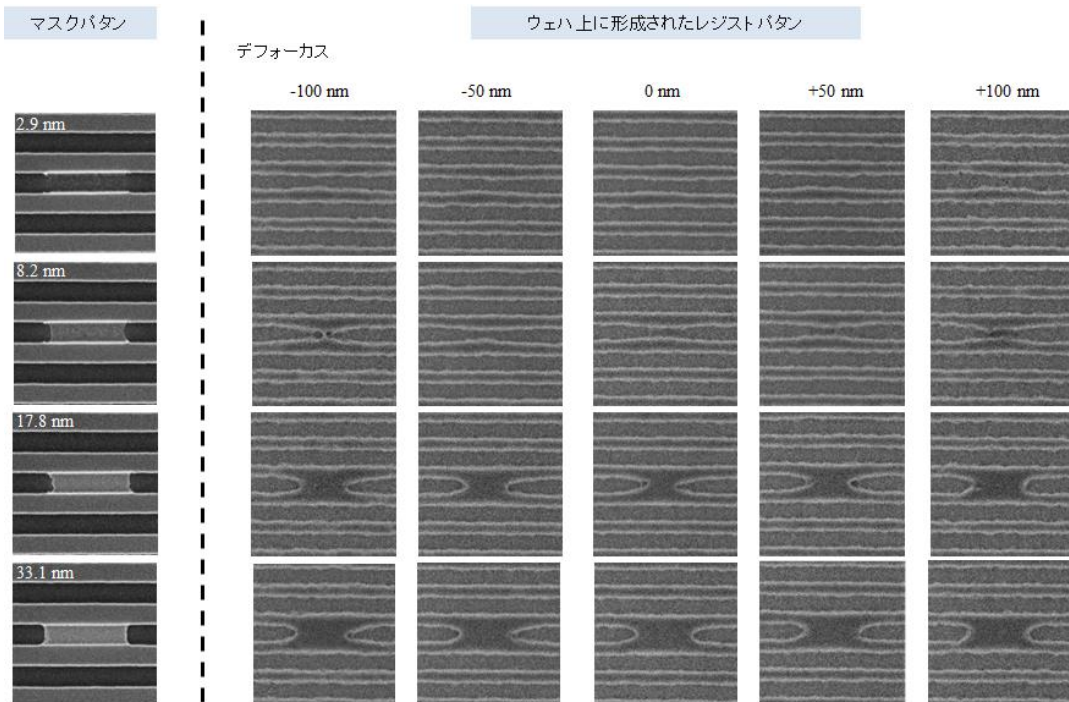 マスクパタン
ウェハ上に形成されたレジストパタン
デフォーカス
-100 nm
-50 nm
0 nm
+50 nm
+100 nm
2.9 nm
8.2 nm
17.8 nm
33.1 nm